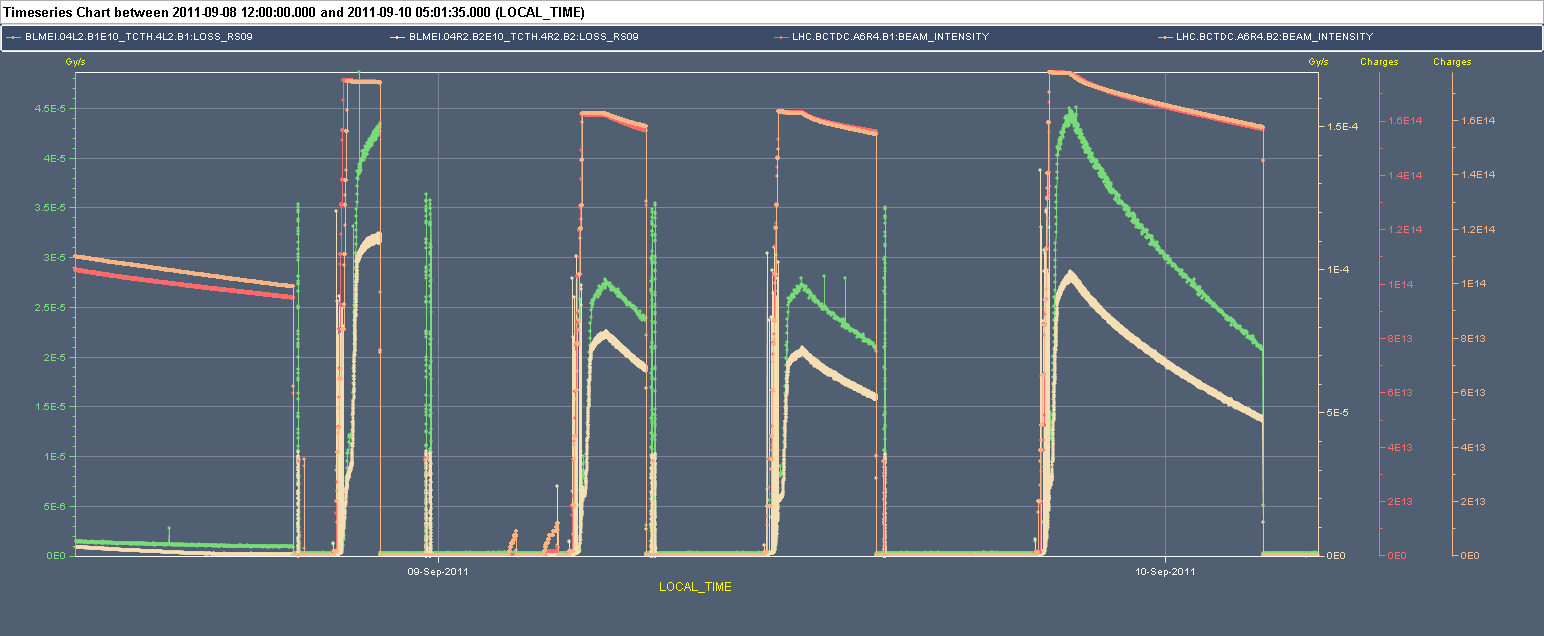 Timeseries Chart between 2011-09-08 12:00:00.000 and 2011-09-10 05:01:35.000 (LOCAL_TIME)
BLMEI.04L2.B1E10_TCTH.4L2.B1:LOSS_RS09 BLMEI.04R2.B2E10_TCTH.4R2.B2:LOSS_RS09 LHC.BCTDC.A6R4.B1:BEAM_INTENSITY LHC.BCTDC.A6R4.B2:BEAM_INTENSITY
Gy/s Gy/s Charges Charges
4.5E-5 1.5E-4 1.6E14 1.6E14
4E-5 1.4E14 1.4E14
3.5E-5 1.2E14 1.2E14
3E-5 1E-4 1E14 1E14
2.5E-5 8E13 8E13
2E-5 6E13 6E13
1.5E-5 5E-5 4E13 4E13
1E-5 2E13 2E13
5E-6
0E0 0E0 0E0 0E0
09-Sep-2011 10-Sep-2011
LOCAL_TIME